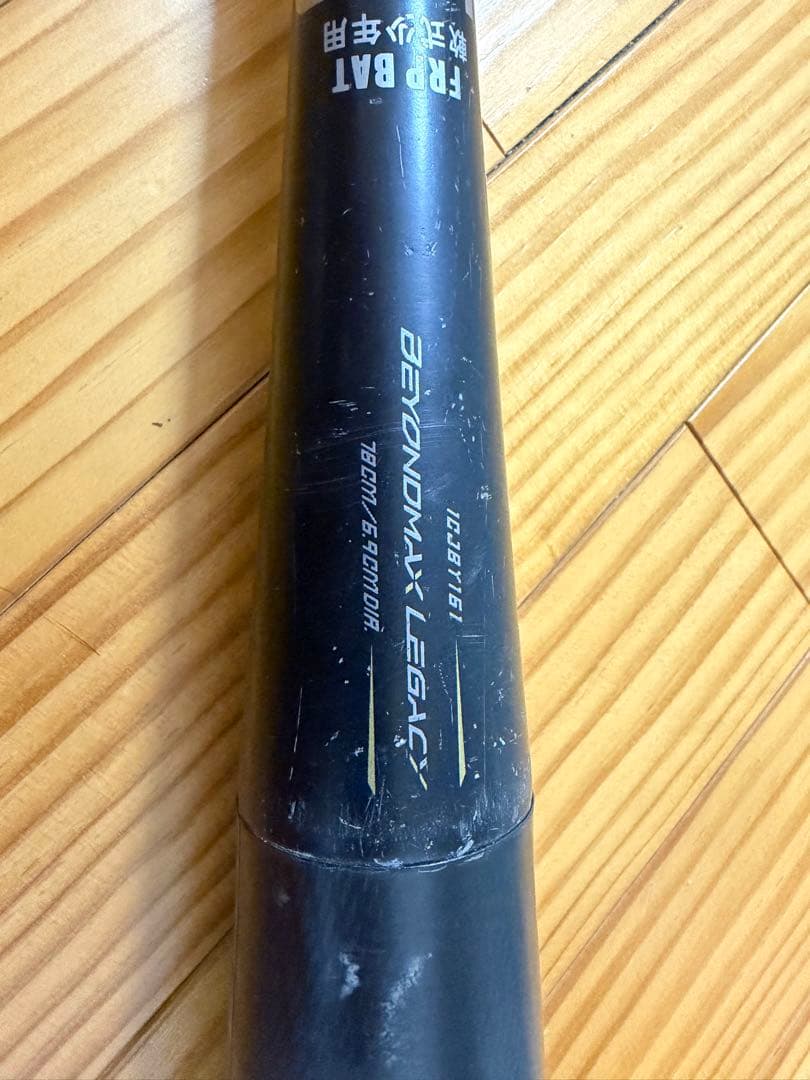 FRP BAT
軟式少年用
1CJBY161
BEYONDMAX LEGACY
78CM/6.9CMDIA.